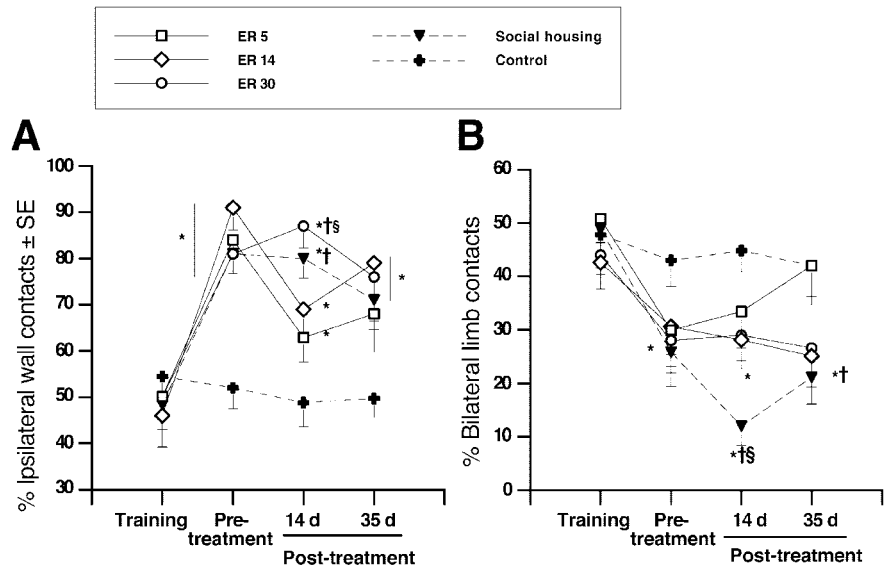 ER 5
ER 14
ER 30
Social housing
Control
A
% Ipsilateral wall contacts ± SE
100
90
80
70
60
50
40
30
*
*†§
*†
*
*
*
Training
Pre-
treatment
14 d
35 d
Post-treatment
B
% Bilateral limb contacts
60
50
40
30
20
10
0
*
*
*†§
*†
Training
Pre-
treatment
14 d
35 d
Post-treatment